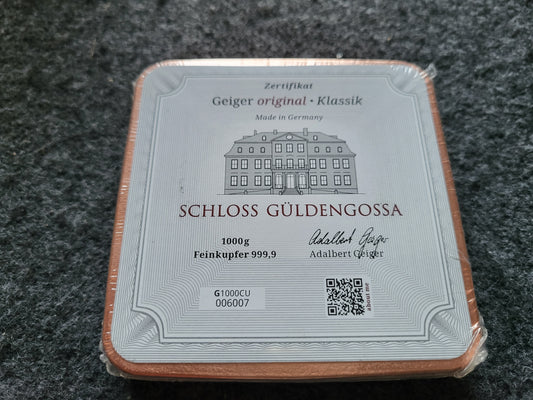 Zertifikat
Geiger original · Klassik
Made in Germany
SCHLOSS GÜLDENGOSSA
1000g
Feinkupfer 999,9
Adalbert Geiger
Adalbert Geiger
G1000CU
006007
about me